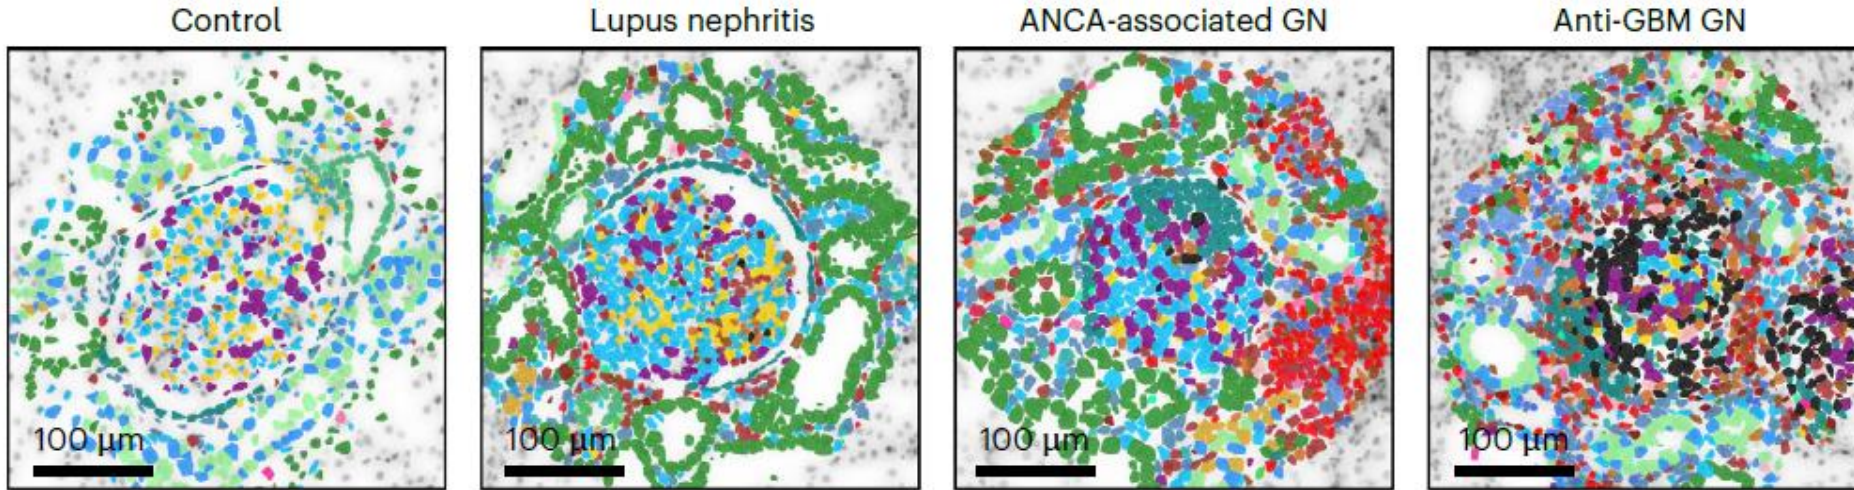 Control
Lupus nephritis
ANCA-associated GN
Anti-GBM GN
100 µm
100 µm
100 µm
100 µm